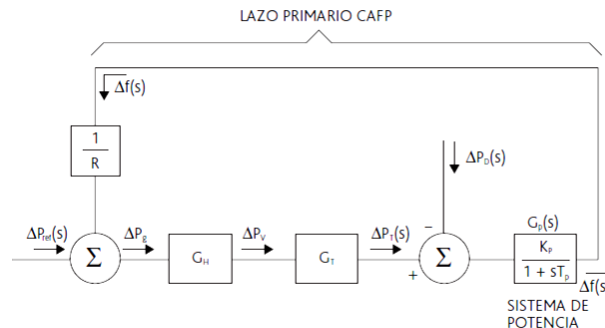 LAZO PRIMARIO CAFP
Δf(s)
1
R
ΔP_D(s)
ΔP_ref(s)
Σ
ΔP_g
G_H
ΔP_V
G_T
ΔP_T(s)
−
+
Σ
G_p(s)
K_P
1 + sT_p
Δf(s
SISTEMA DE
POTENCIA